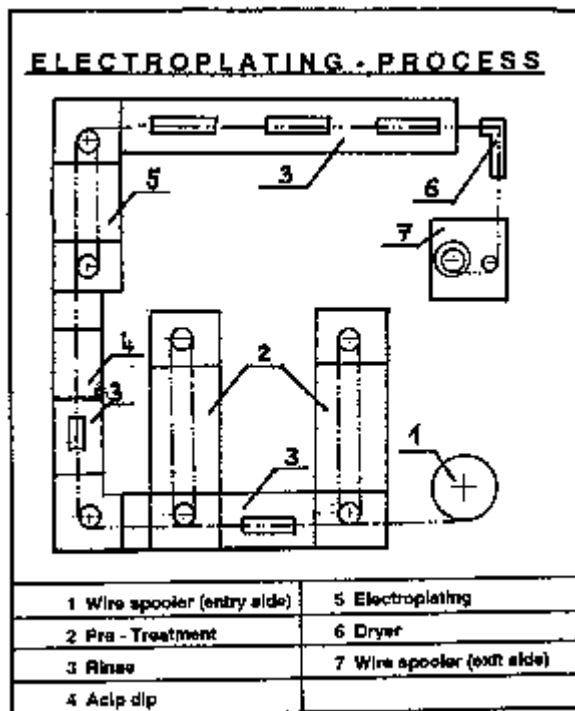 ELECTROPLATING - PROCESS
3
5
6
7
4
2
3
1
3
1 Wire spooler (entry side)
5 Electroplating
2 Pre - Treatment
6 Dryer
3 Rinse
7 Wire spooler (exit side)
4 Acip dip